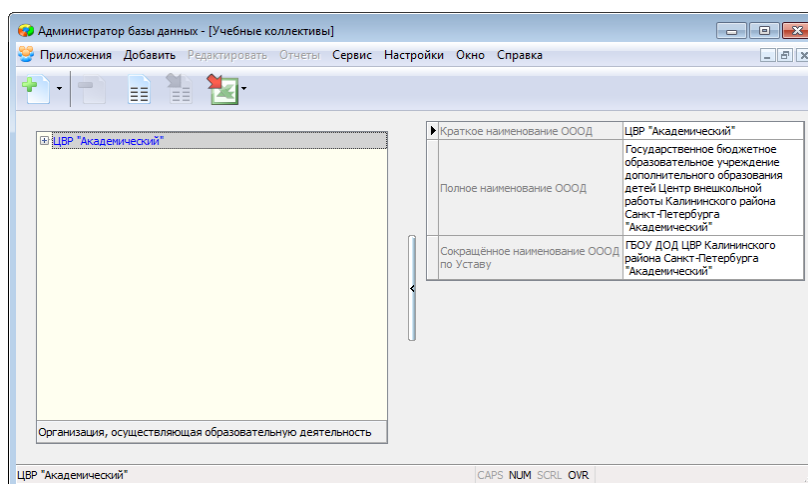 Администратор базы данных - [Учебные коллективы]
Приложения Добавить Редактировать Отчеты Сервис Настройки Окно Справка
ЦВР "Академический"
Организация, осуществляющая образовательную деятельность
Краткое наименование ОООД
ЦВР "Академический"
Полное наименование ОООД
Государственное бюджетное
образовательное учреждение
дополнительного образования
детей Центр внешкольной
работы Калининского района
Санкт-Петербурга
"Академический"
Сокращённое наименование ОООД
по Уставу
ГБОУ ДОД ЦВР Калининского
района Санкт-Петербурга
"Академический"
ЦВР "Академический"
CAPS NUM SCRL OVR